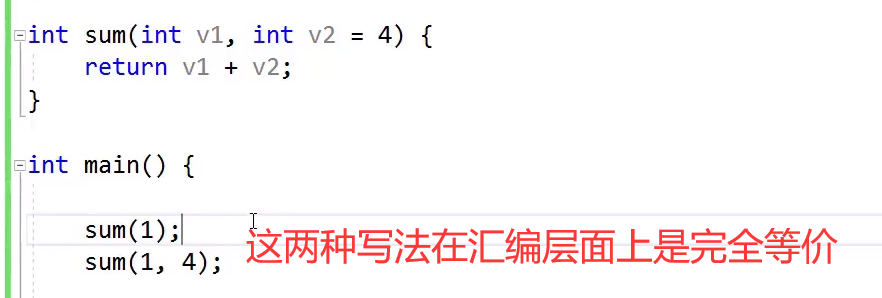 int sum(int v1, int v2 = 4) {
return v1 + v2;
}
int main() {
sum(1);
这两种写法在汇编层面上是完全等价
sum(1, 4);